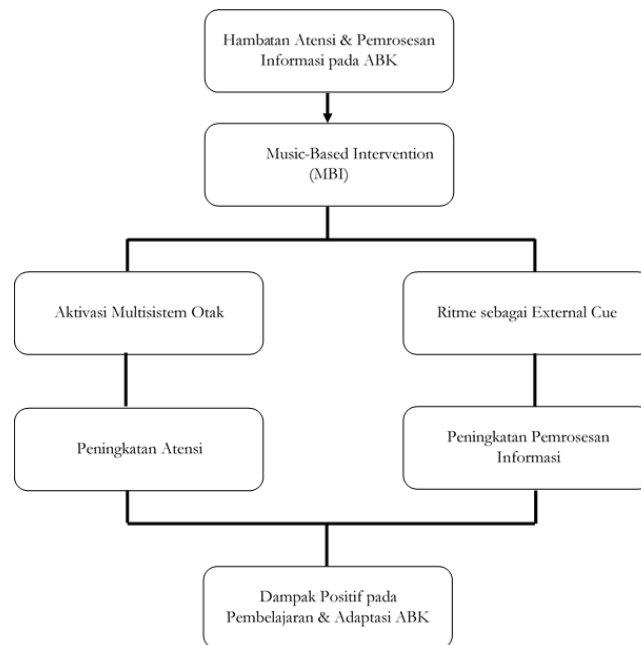 Hambatan Atensi & Pemrosesan
Informasi pada ABK
Music-Based Intervention
(MBI)
Aktivasi Multisistem Otak
Ritme sebagai External Cue
Peningkatan Atensi
Peningkatan Pemrosesan
Informasi
Dampak Positif pada
Pembelajaran & Adaptasi ABK